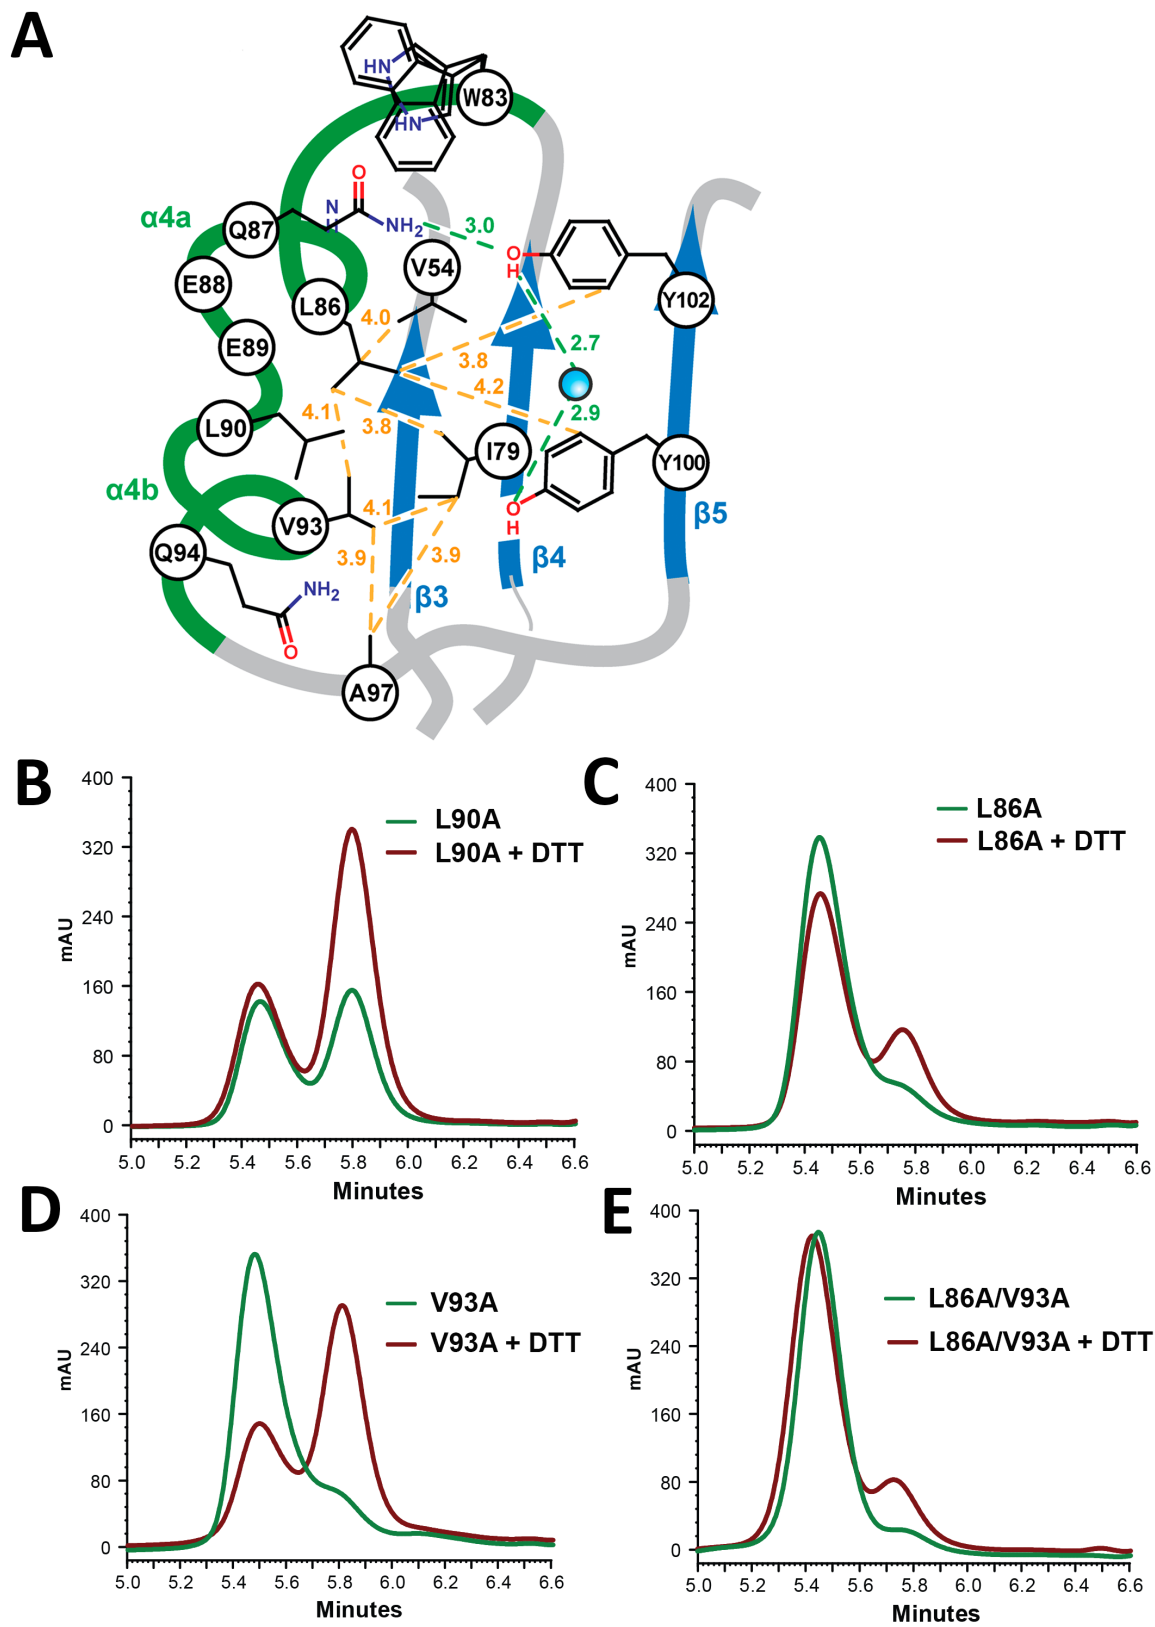 A
HN
HN
W83
O
α4a
N
H
NH2
3.0
Q87
O
H
V54
E88
Y102
L86
4.0
E89
3.8
2.7
4.2
4.1
2.9
3.8
L90
I79
Y100
α4b
4.1
O
H
β5
V93
Q94
3.9
3.9
β4
NH2
β3
O
A97
B
400
320
240
160
80
0
mAU
L90A
L90A + DTT
5.0 5.2 5.4 5.6 5.8 6.0 6.2 6.4 6.6
Minutes
C
400
320
240
160
80
0
mAU
L86A
L86A + DTT
5.0 5.2 5.4 5.6 5.8 6.0 6.2 6.4 6.6
Minutes
D
400
320
240
160
80
0
mAU
V93A
V93A + DTT
5.0 5.2 5.4 5.6 5.8 6.0 6.2 6.4 6.6
Minutes
E
400
320
240
160
80
0
mAU
L86A/V93A
L86A/V93A + DTT
5.0 5.2 5.4 5.6 5.8 6.0 6.2 6.4 6.6
Minutes